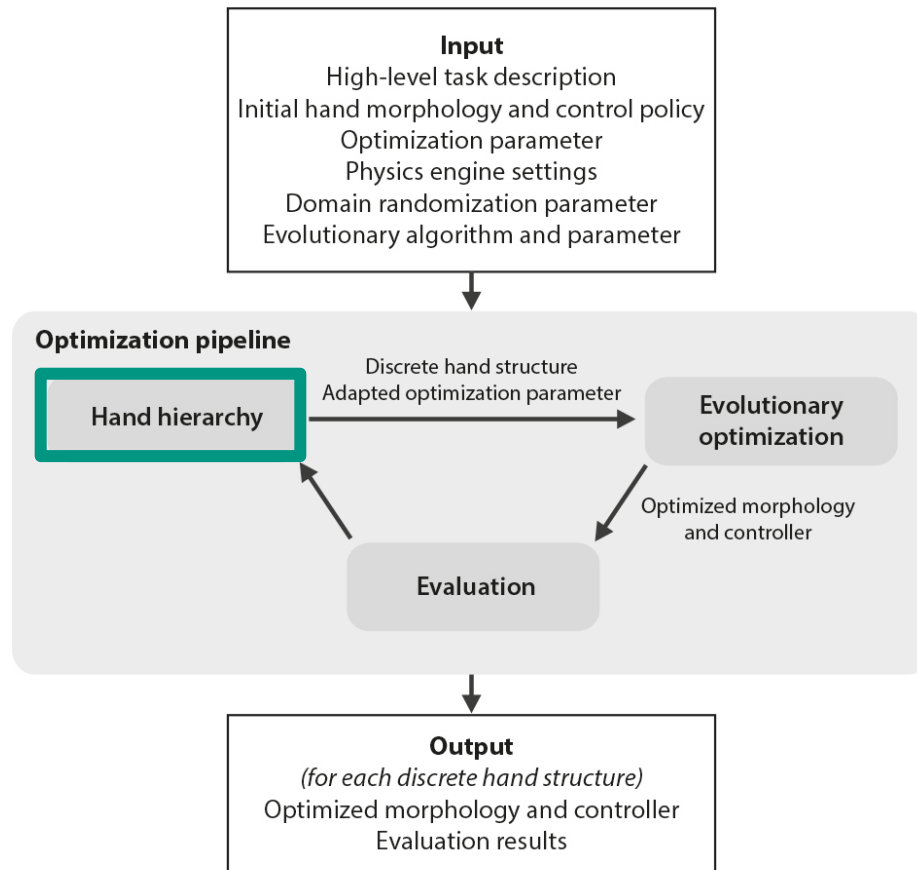 Input
High-level task description
Initial hand morphology and control policy
Optimization parameter
Physics engine settings
Domain randomization parameter
Evolutionary algorithm and parameter
Optimization pipeline
Hand hierarchy
Discrete hand structure
Adapted optimization parameter
Evolutionary
optimization
Optimized morphology
and controller
Evaluation
Output
(for each discrete hand structure)
Optimized morphology and controller
Evaluation results